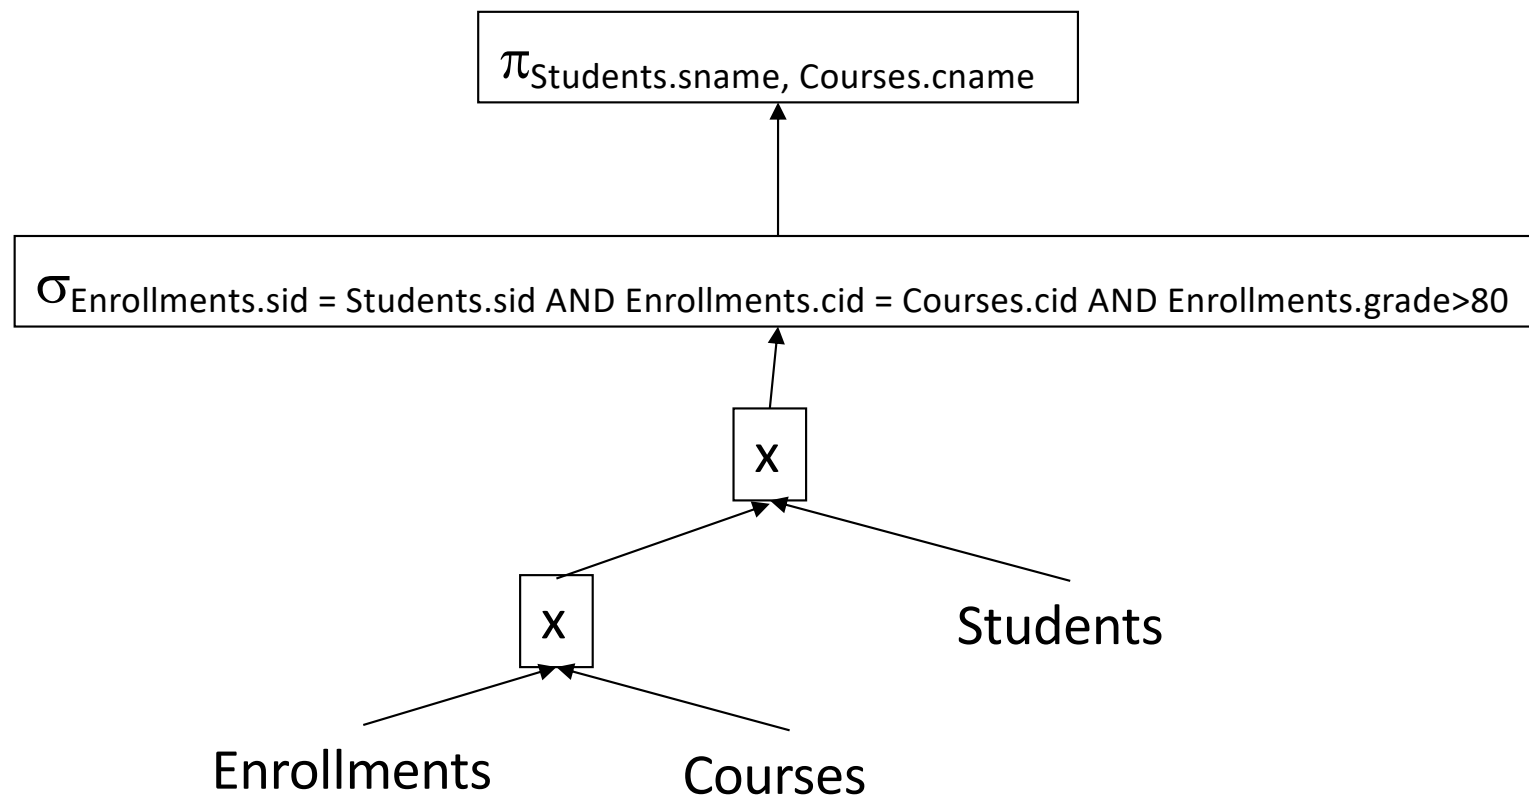 πStudents.sname, Courses.cname
σEnrollments.sid = Students.sid AND Enrollments.cid = Courses.cid AND Enrollments.grade>80
x
x
Students
Enrollments
Courses